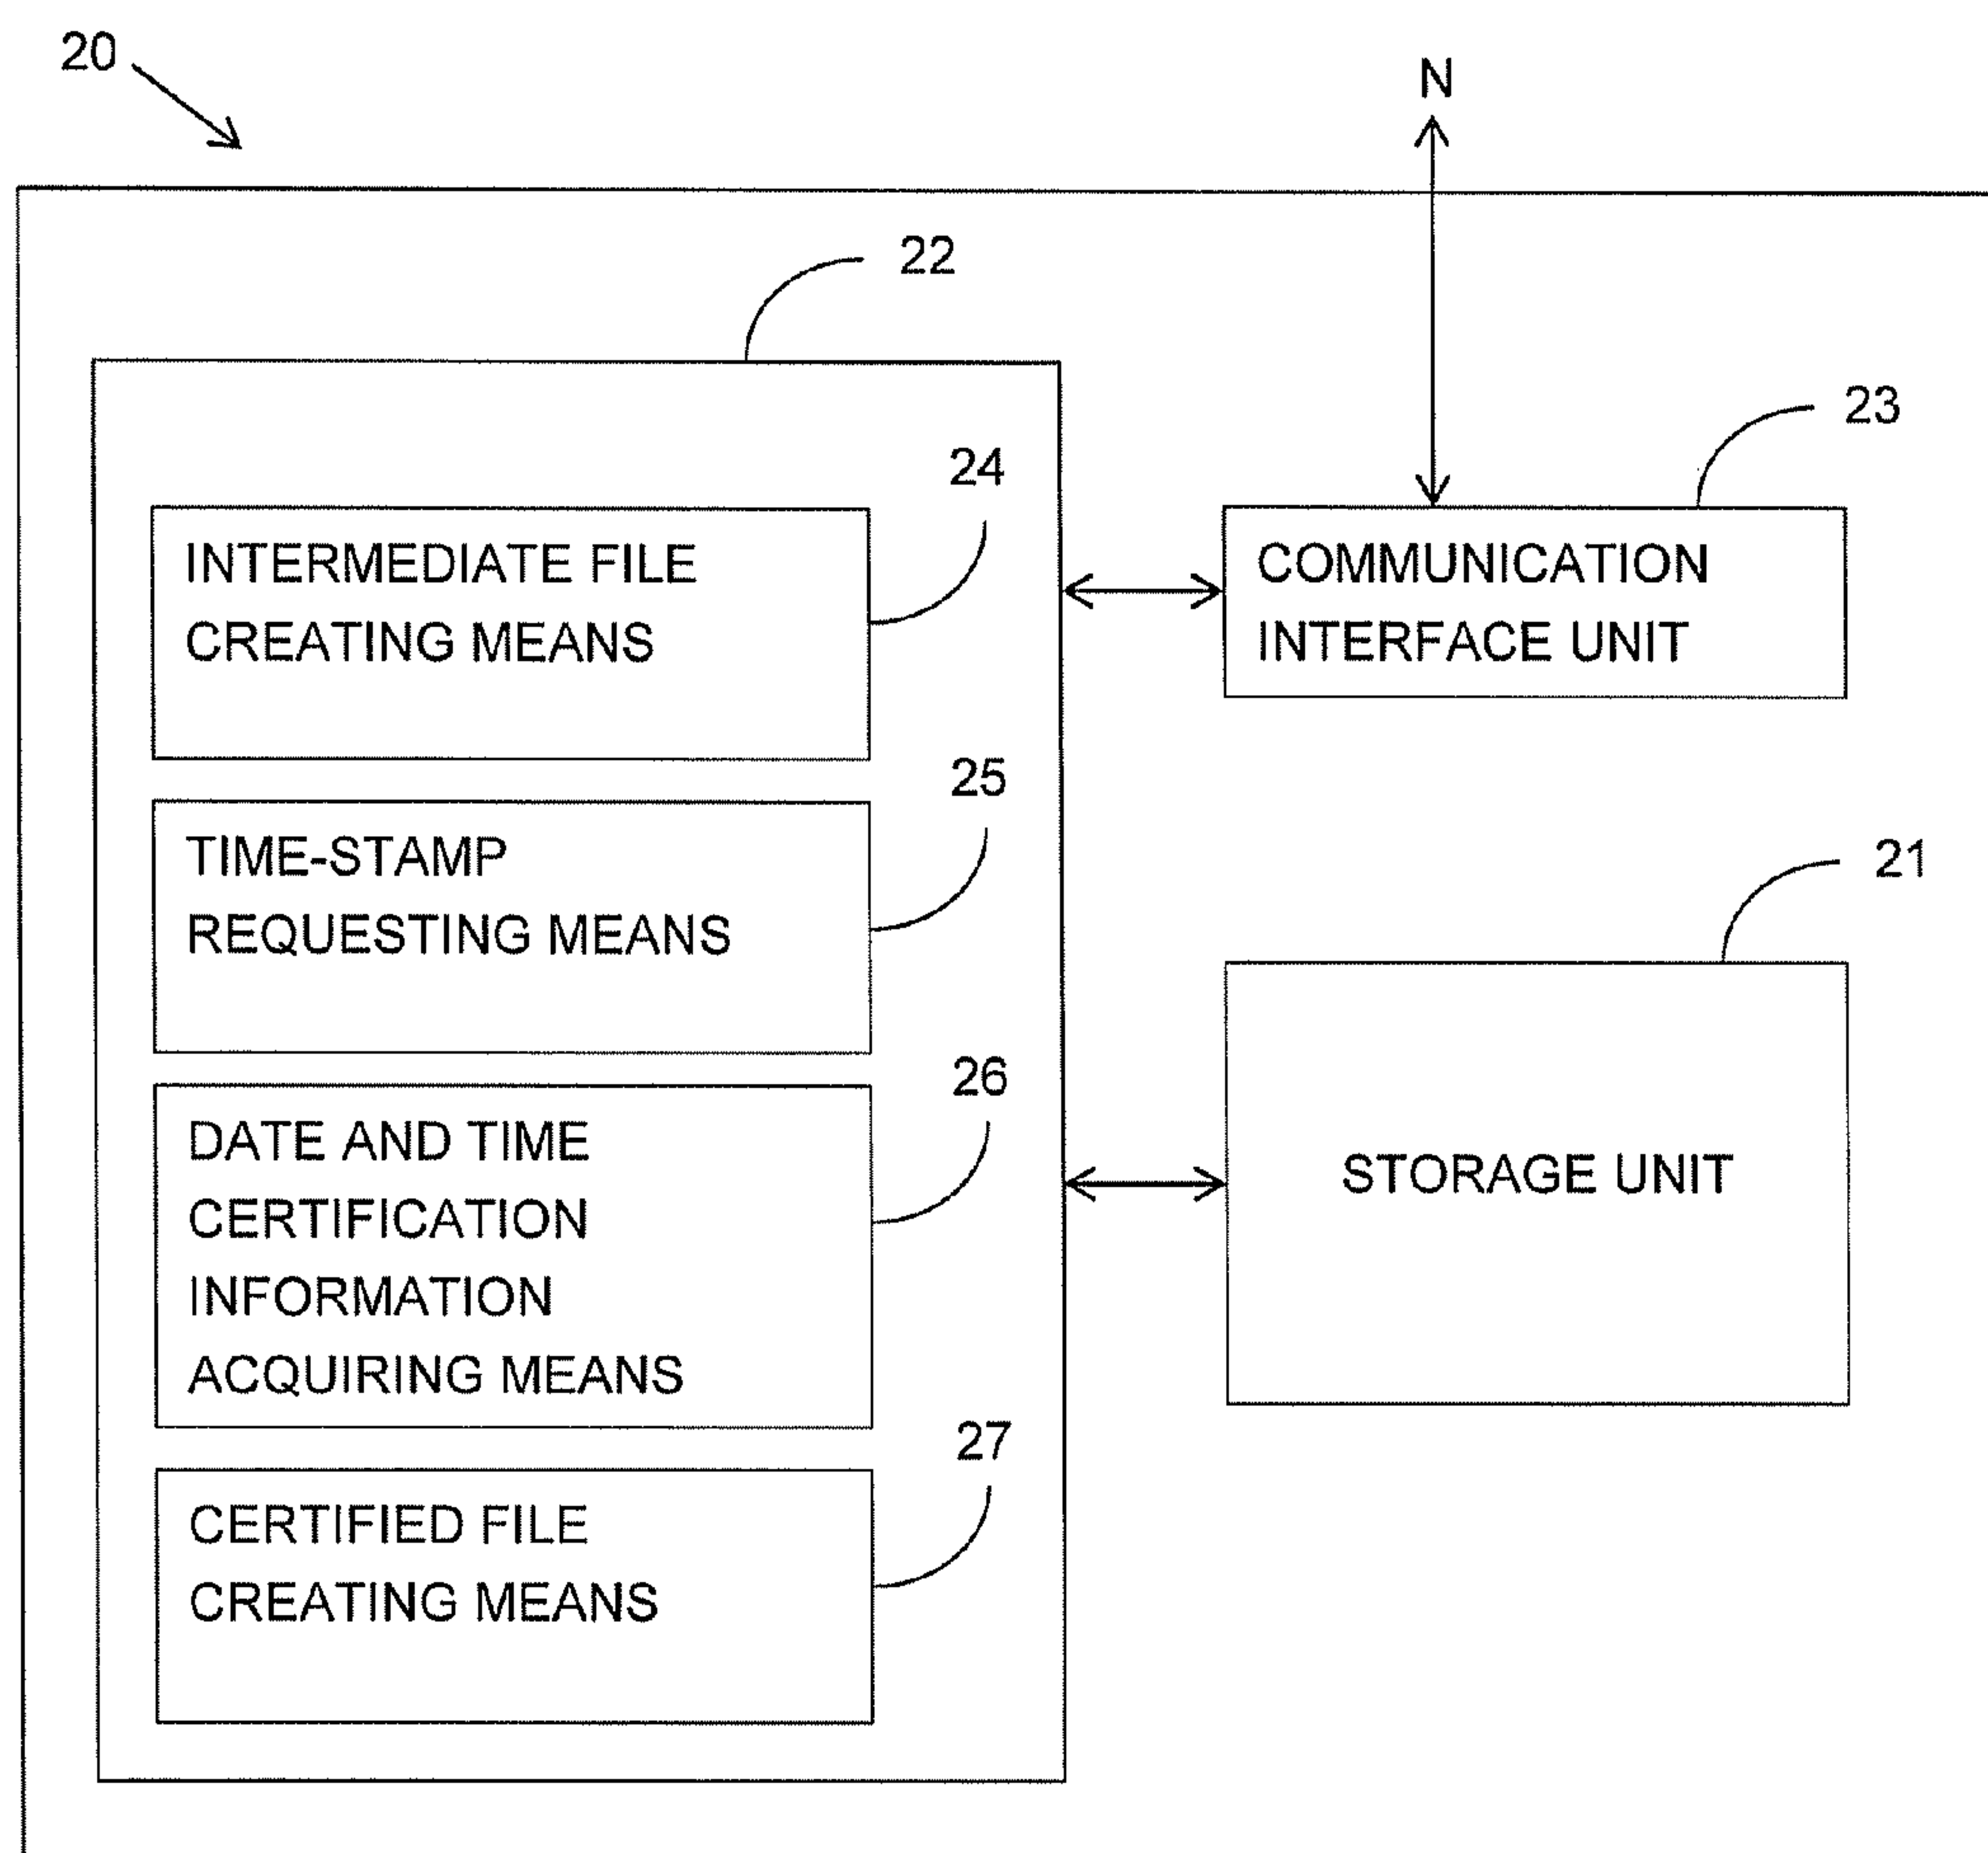 20
N
22
23
24
INTERMEDIATE FILE
CREATING MEANS
COMMUNICATION
INTERFACE UNIT
25
TIME-STAMP
REQUESTING MEANS
21
STORAGE UNIT
26
DATE AND TIME
CERTIFICATION
INFORMATION
ACQUIRING MEANS
27
CERTIFIED FILE
CREATING MEANS